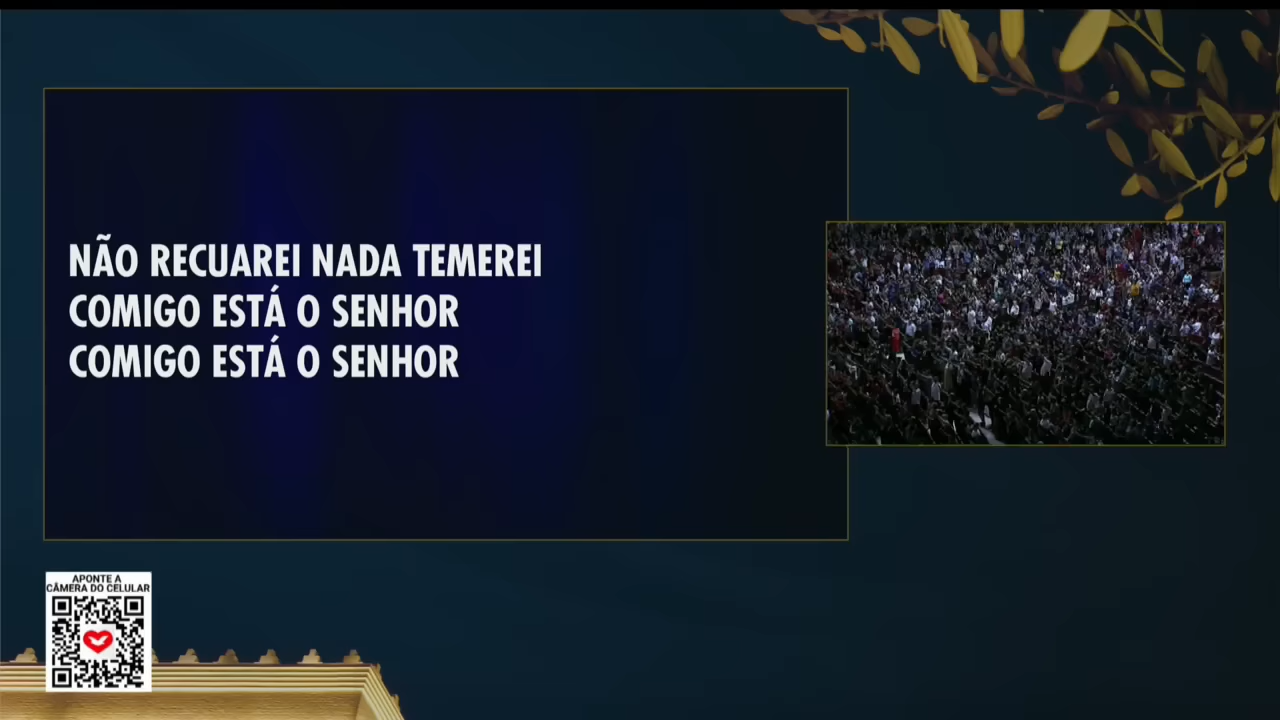 NÃO RECUAREI NADA TEMEREI
COMIGO ESTÁ O SENHOR
COMIGO ESTÁ O SENHOR
APONTE A
CÂMERA DO CELULAR